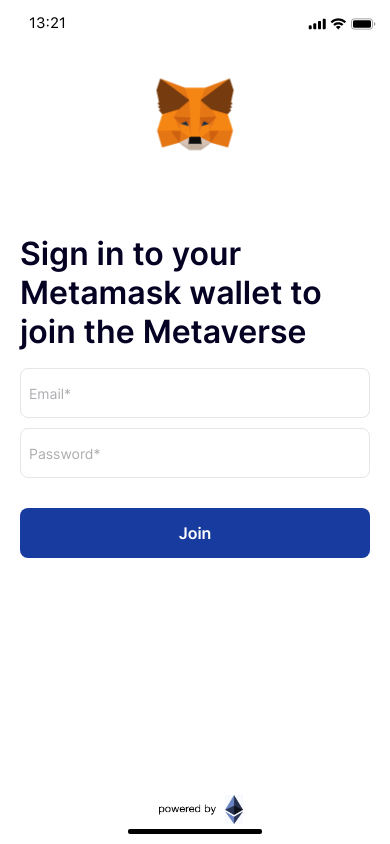 13:21
Sign in to your
Metamask wallet to
join the Metaverse
Email*
Password*
Join
powered by